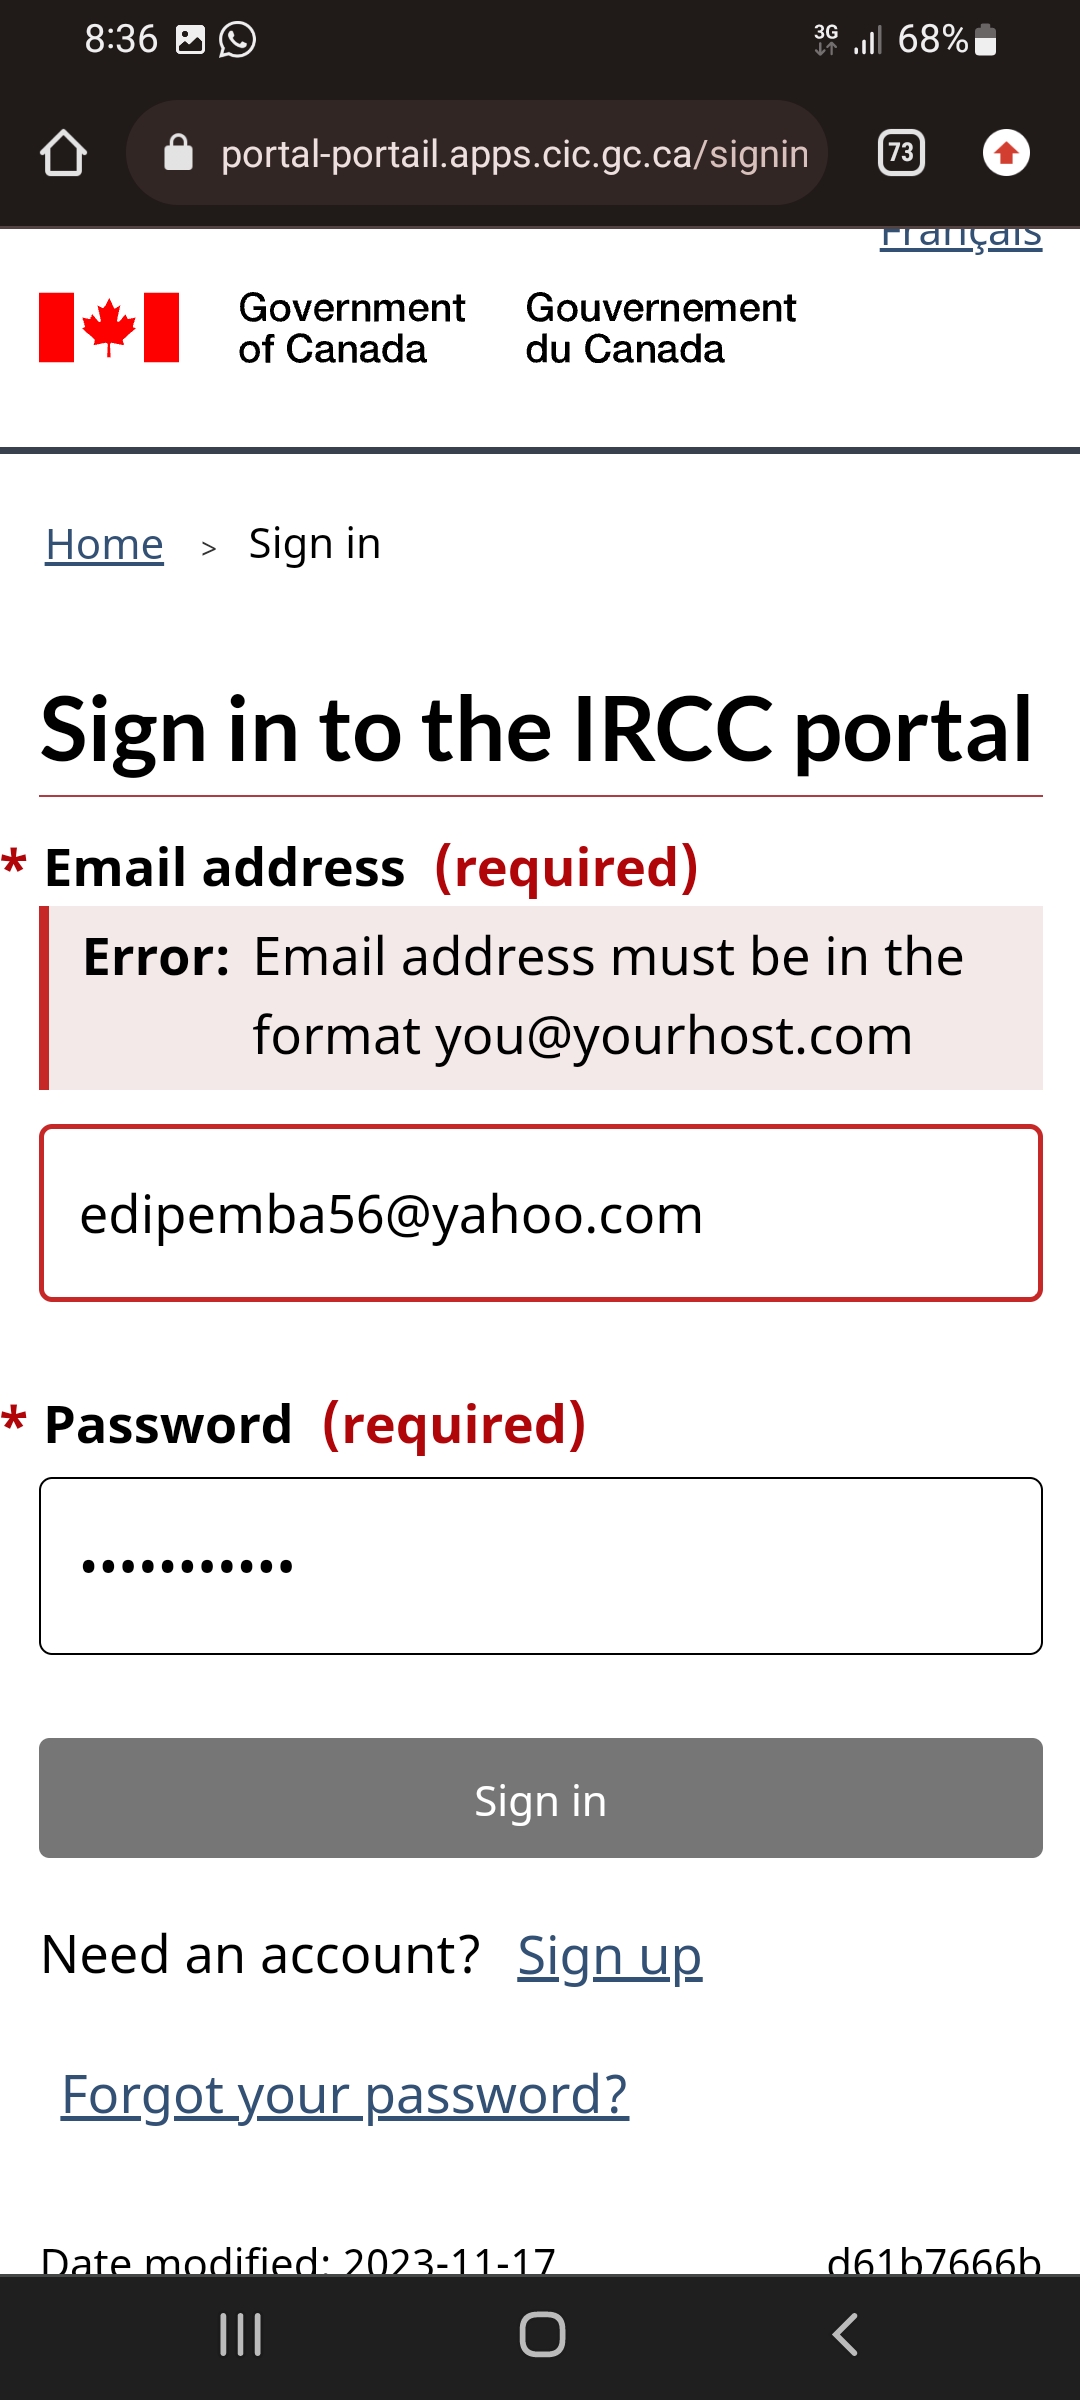 8:36
3G
68%
portal-portail.apps.cic.gc.ca/signin
73
Français
Government of Canada
Gouvernement du Canada
Home > Sign in
Sign in to the IRCC portal
* Email address (required)
Error: Email address must be in the
format you@yourhost.com
edipemba56@yahoo.com
* Password (required)
•••••••••••
Sign in
Need an account? Sign up
Forgot your password?
Date modified: 2023-11-17
d61b7666b